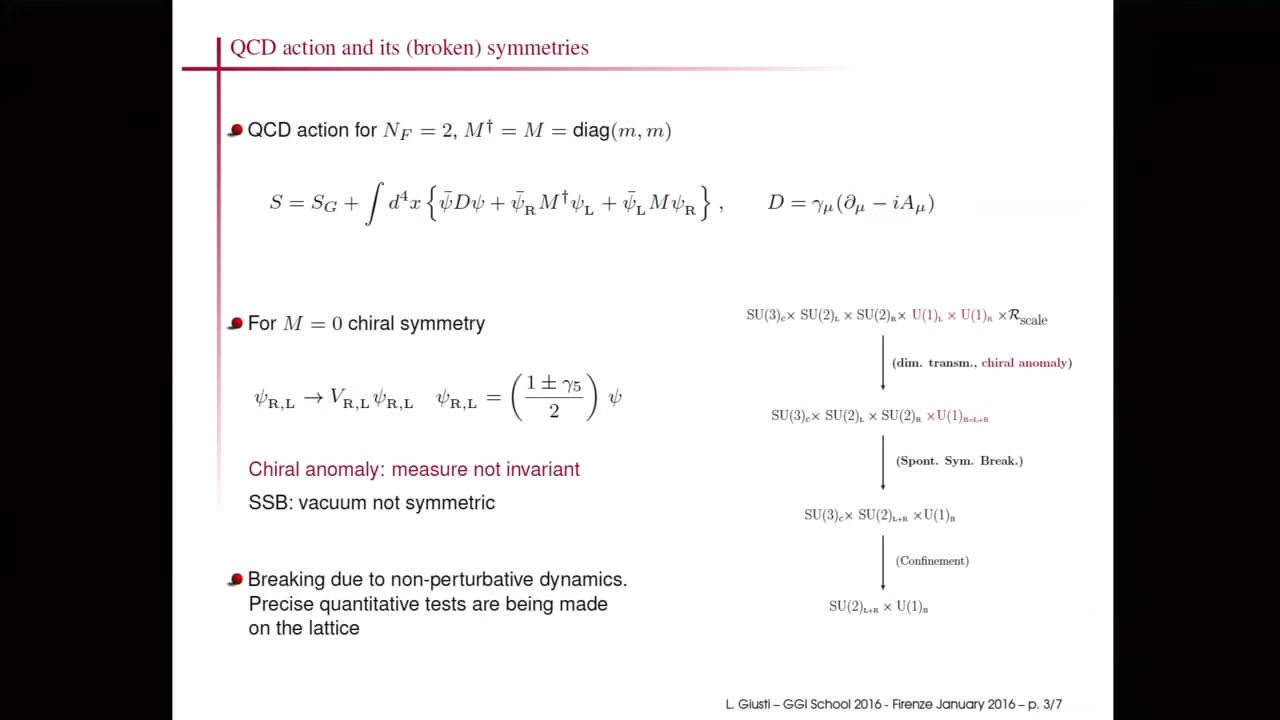 QCD action and its (broken) symmetries
QCD action for N_F = 2, M† = M = diag(m, m)
S = S_G + ∫ d⁴x { ψ̄Dψ + ψ̄_R M† ψ_L + ψ̄_L M ψ_R } , D = γ_μ(∂_μ − iA_μ)
For M = 0 chiral symmetry
ψ_R,L → V_R,L ψ_R,L ψ_R,L = ( (1 ± γ₅) / 2 ) ψ
Chiral anomaly: measure not invariant
SSB: vacuum not symmetric
Breaking due to non-perturbative dynamics.
Precise quantitative tests are being made
on the lattice
SU(3)_c × SU(2)_L × SU(2)_R × U(1)_L × U(1)_R × ℛ_scale
(dim. transm., chiral anomaly)
SU(3)_c × SU(2)_L × SU(2)_R × U(1)_B=L+R
(Spont. Sym. Break.)
SU(3)_c × SU(2)_L+R × U(1)_B
(Confinement)
SU(2)_L+R × U(1)_B
L. Giusti – GGI School 2016 - Firenze January 2016 – p. 3/7